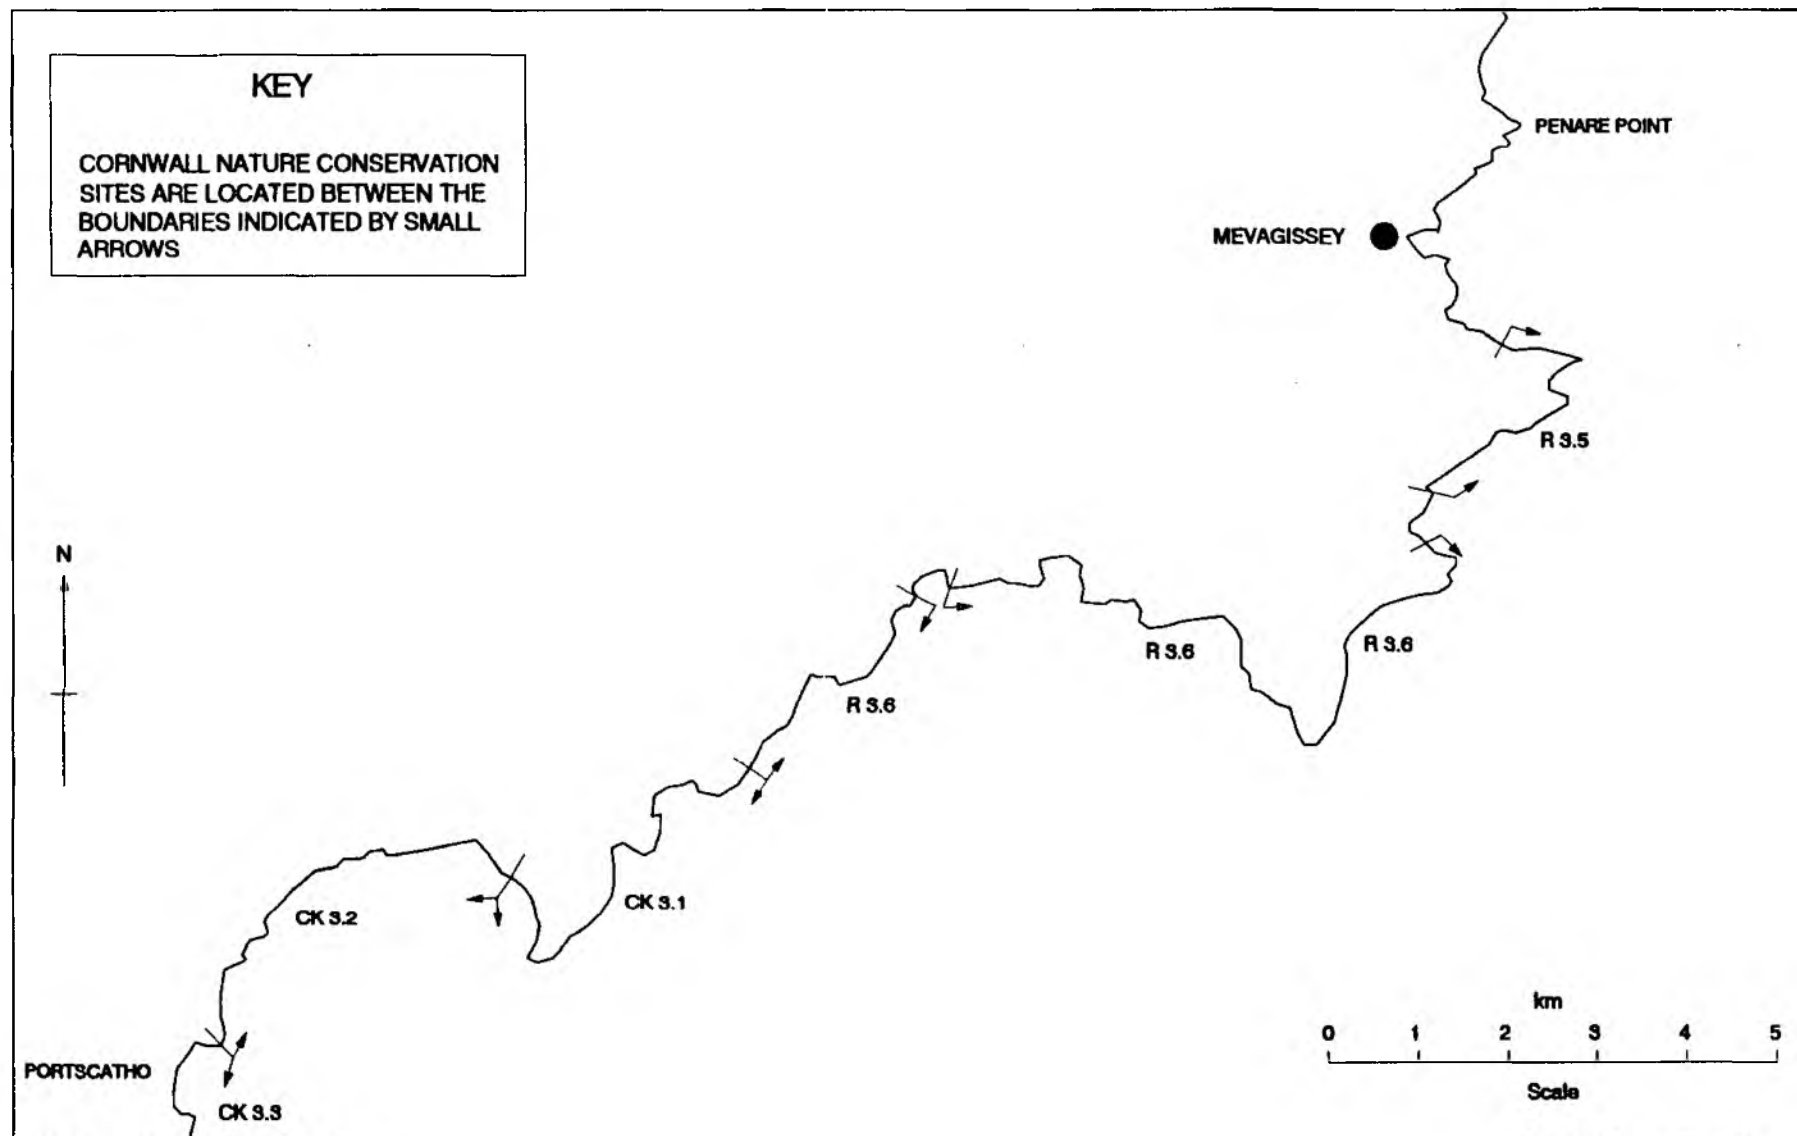 KEY
CORNWALL NATURE CONSERVATION
SITES ARE LOCATED BETWEEN THE
BOUNDARIES INDICATED BY SMALL
ARROWS
PENARE POINT
MEVAGISSEY
R 3.5
N
R 3.6
R 3.6
R 3.6
CK 3.1
CK 3.2
km
0 1 2 3 4 5
Scale
PORTSCATHO
CK 3.3